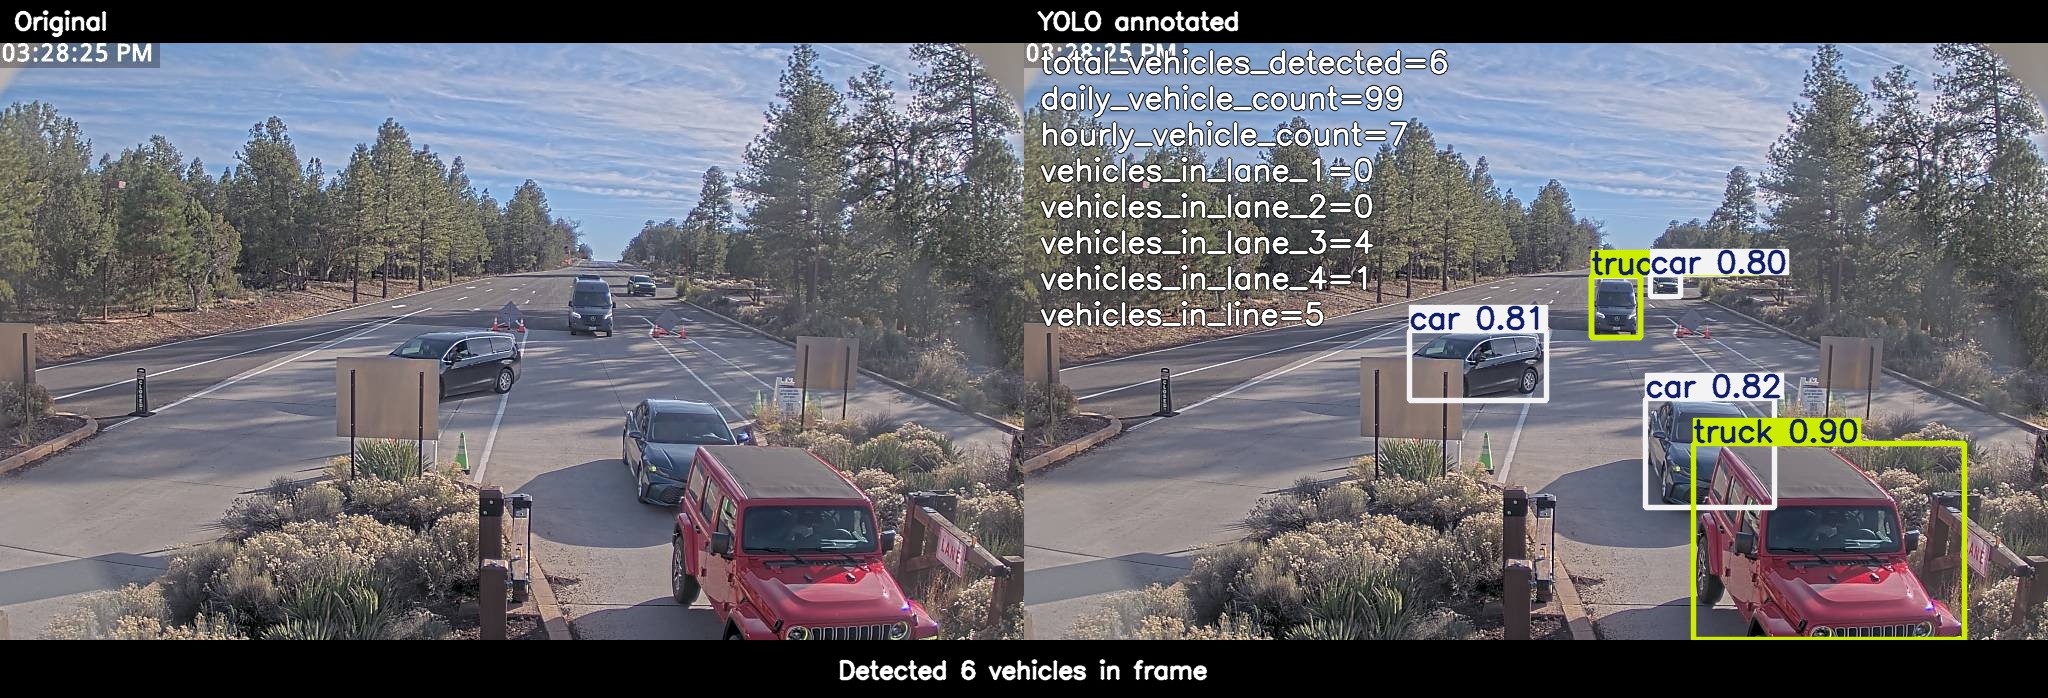 Original
03:28:25 PM
LANE
YOLO annotated
03:28:25 PM
total_vehicles_detected=6
daily_vehicle_count=99
hourly_vehicle_count=7
vehicles_in_lane_1=0
vehicles_in_lane_2=0
vehicles_in_lane_3=4
vehicles_in_lane_4=1
vehicles_in_line=5
truc
car 0.80
car 0.81
car 0.82
truck 0.90
LANE
Detected 6 vehicles in frame